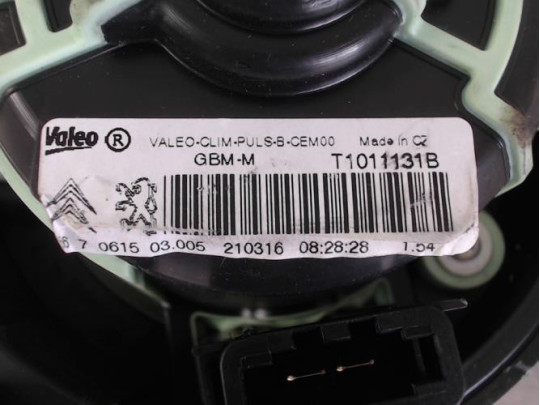 Valeo ® VALEO-CLIM-PULS-B-CEM00 Made in CZ
GBM-M T1011131B
6 7 0615 03.005 210316 08:28:28 1.54